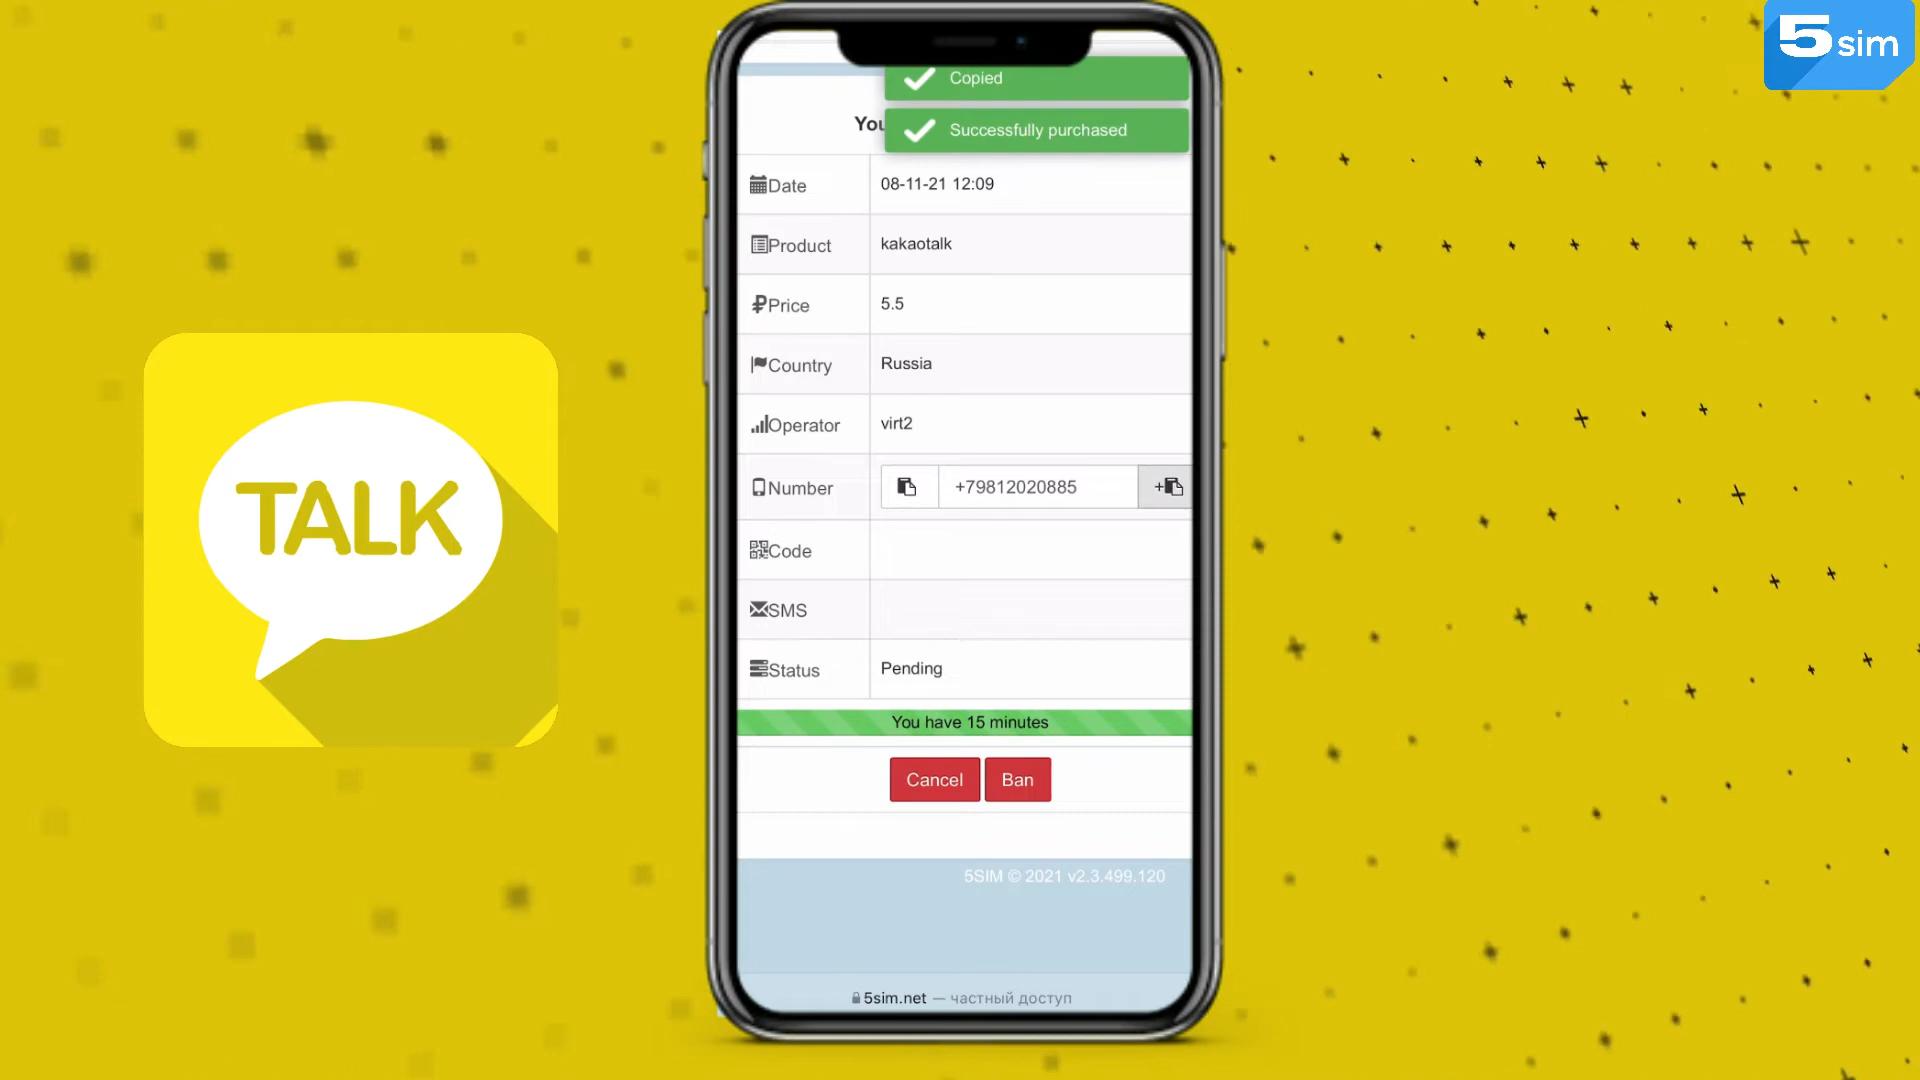 5sim
Copied
Successfully purchased
Date 08-11-21 12:09
Product kakaotalk
Price 5.5
Country Russia
Operator virt2
Number +79812020885 +
Code
SMS
Status Pending
You have 15 minutes
Cancel Ban
5SIM © 2021 v2.3.499.120
5sim.net — частный доступ
TALK